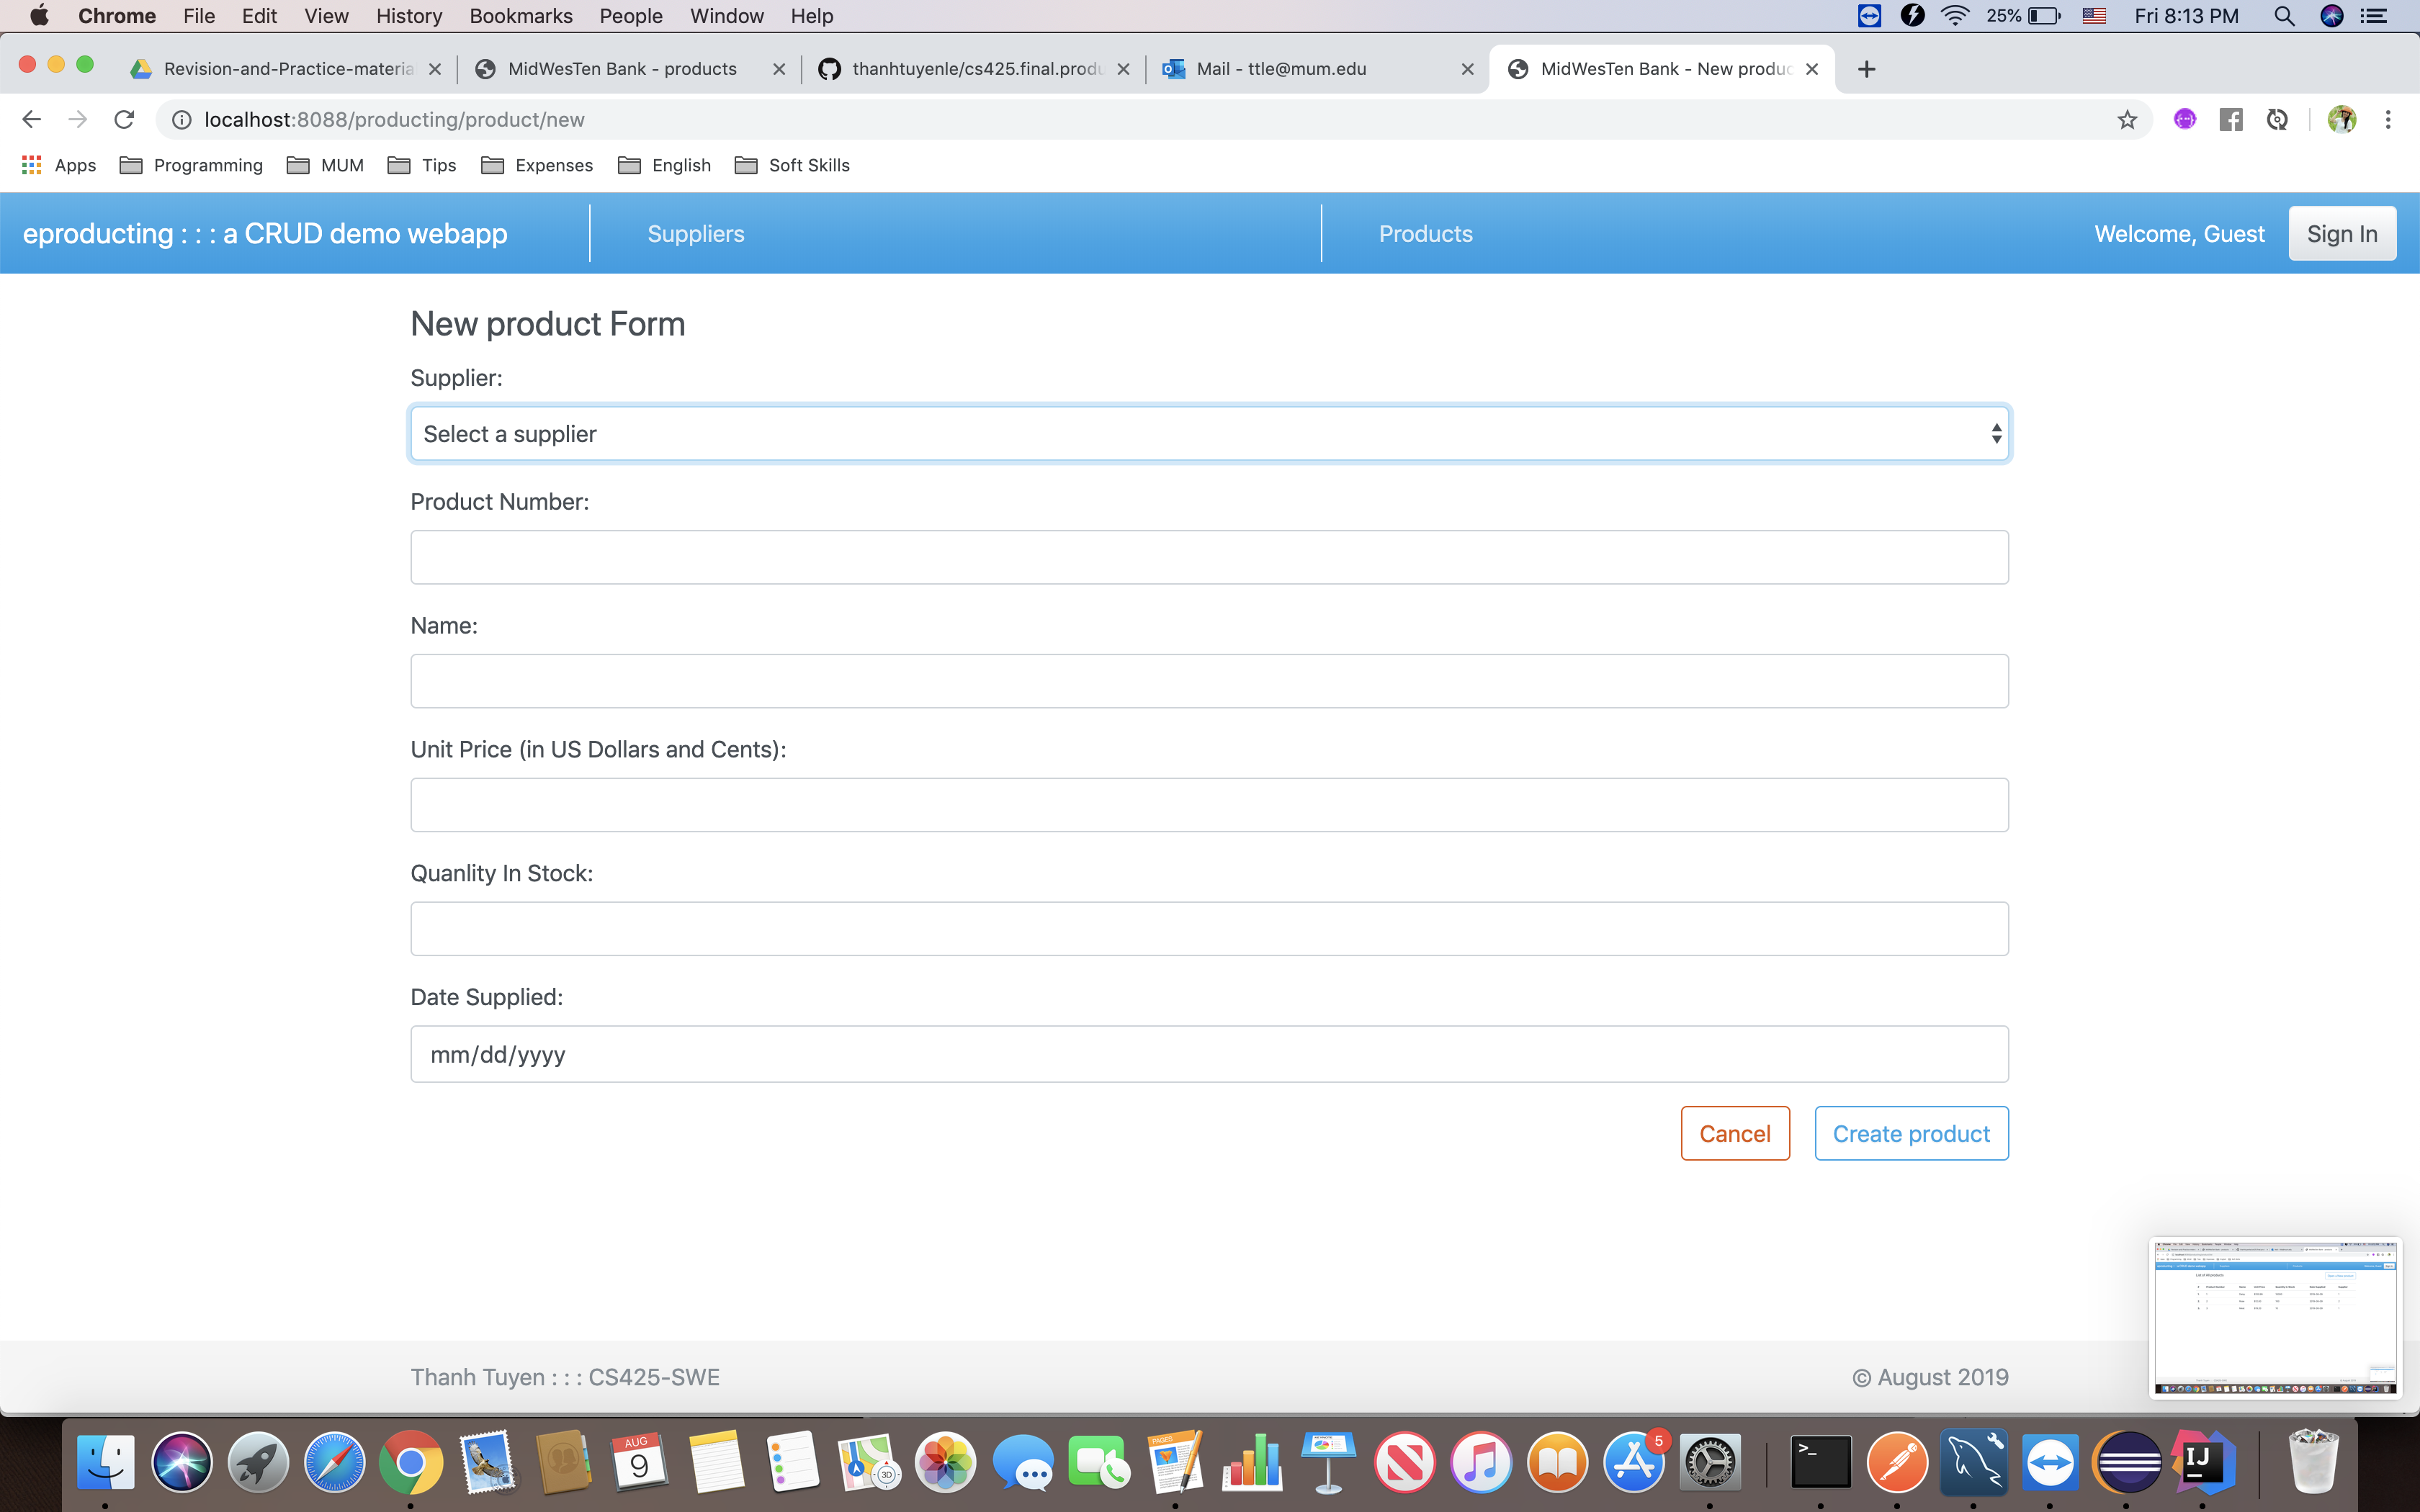 Chrome File Edit View History Bookmarks People Window Help 25% Fri 8:13 PM
Revision-and-Practice-materia MidWesTen Bank - products thanhtuyenle/cs425.final.produ Mail - ttle@mum.edu MidWesTen Bank - New produc
localhost:8088/producting/product/new
Apps Programming MUM Tips Expenses English Soft Skills
eproducting : : : a CRUD demo webapp Suppliers Products Welcome, Guest Sign In
New product Form
Supplier:
Select a supplier
Product Number:
Name:
Unit Price (in US Dollars and Cents):
Quanlity In Stock:
Date Supplied:
mm/dd/yyyy
Cancel Create product
Thanh Tuyen : : : CS425-SWE © August 2019
AUG
9
3D
PAGES
5
>_
IJ